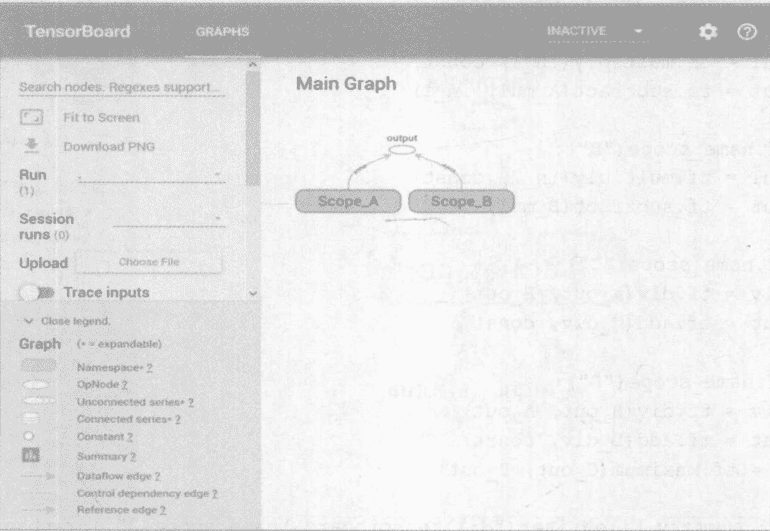 TensorBoard
GRAPHS
INACTIVE
Search nodes. Regexes support...
Fit to Screen
Download PNG
Run
(1)
Session
runs (0)
Upload
Choose File
Trace inputs
Close legend.
Graph (* = expandable)
Namespace* ?
OpNode ?
Unconnected series* ?
Connected series* ?
Constant ?
Summary ?
Dataflow edge ?
Control dependency edge ?
Reference edge ?
Main Graph
output
Scope_A
Scope_B